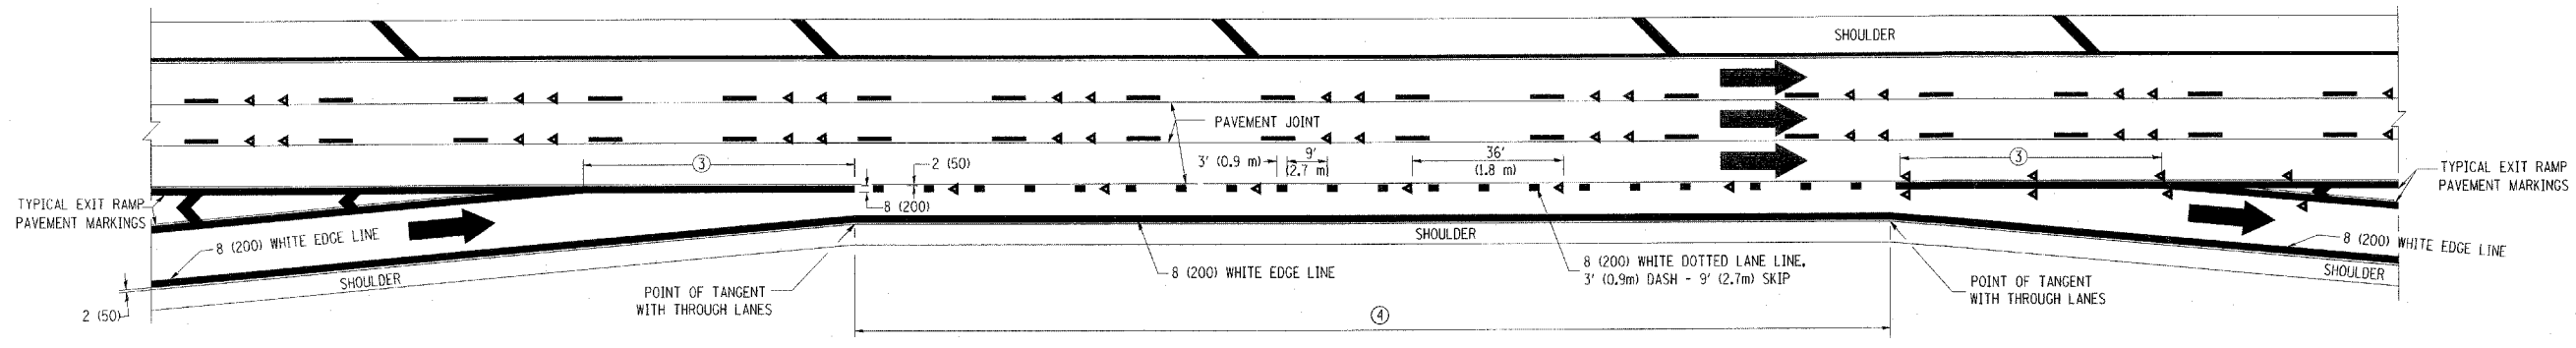 SHOULDER
PAVEMENT JOINT
3
2 (50)
3' (0.9 m)
9'
(2.7 m)
36'
(1.8 m)
3
TYPICAL EXIT RAMP
PAVEMENT MARKINGS
TYPICAL EXIT RAMP
PAVEMENT MARKINGS
8 (200)
8 (200) WHITE EDGE LINE
SHOULDER
2 (50)
POINT OF TANGENT
WITH THROUGH LANES
8 (200) WHITE EDGE LINE
SHOULDER
8 (200) WHITE DOTTED LANE LINE,
3' (0.9m) DASH - 9' (2.7m) SKIP
POINT OF TANGENT
WITH THROUGH LANES
8 (200) WHITE EDGE LINE
SHOULDER
4